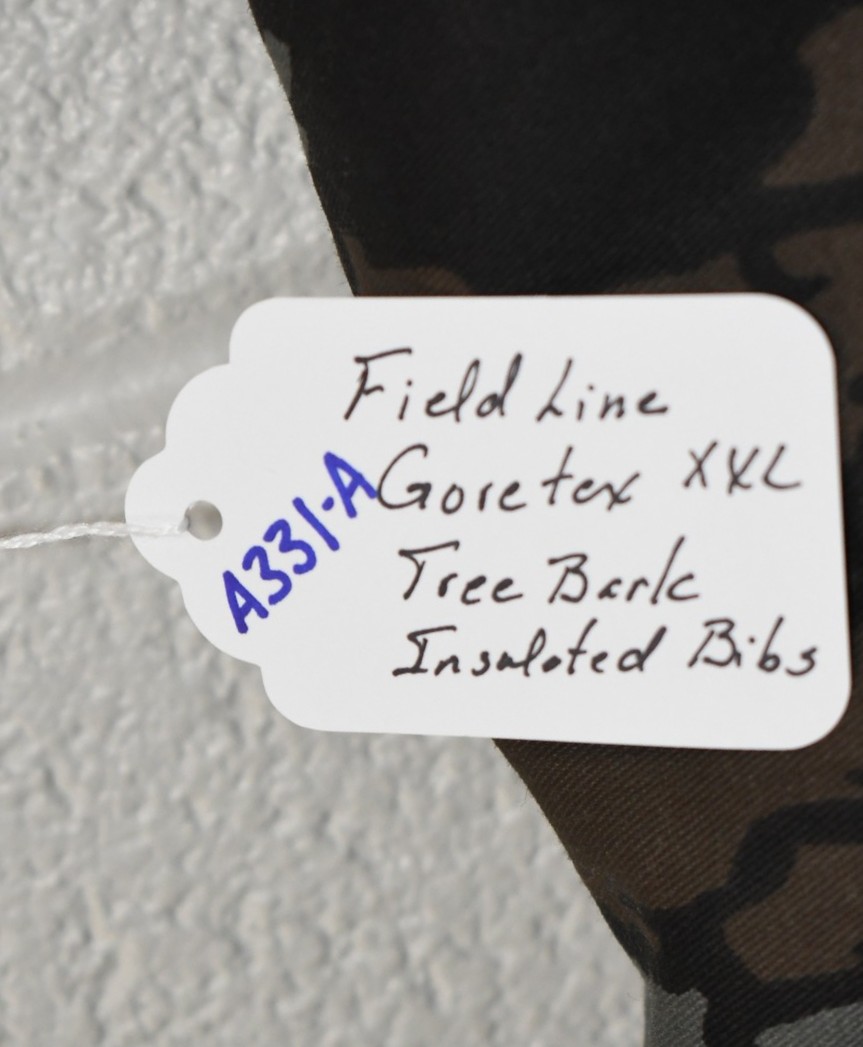 Field Line
Goretex XXL
Tree Bark
Insulated Bibs
A331-A